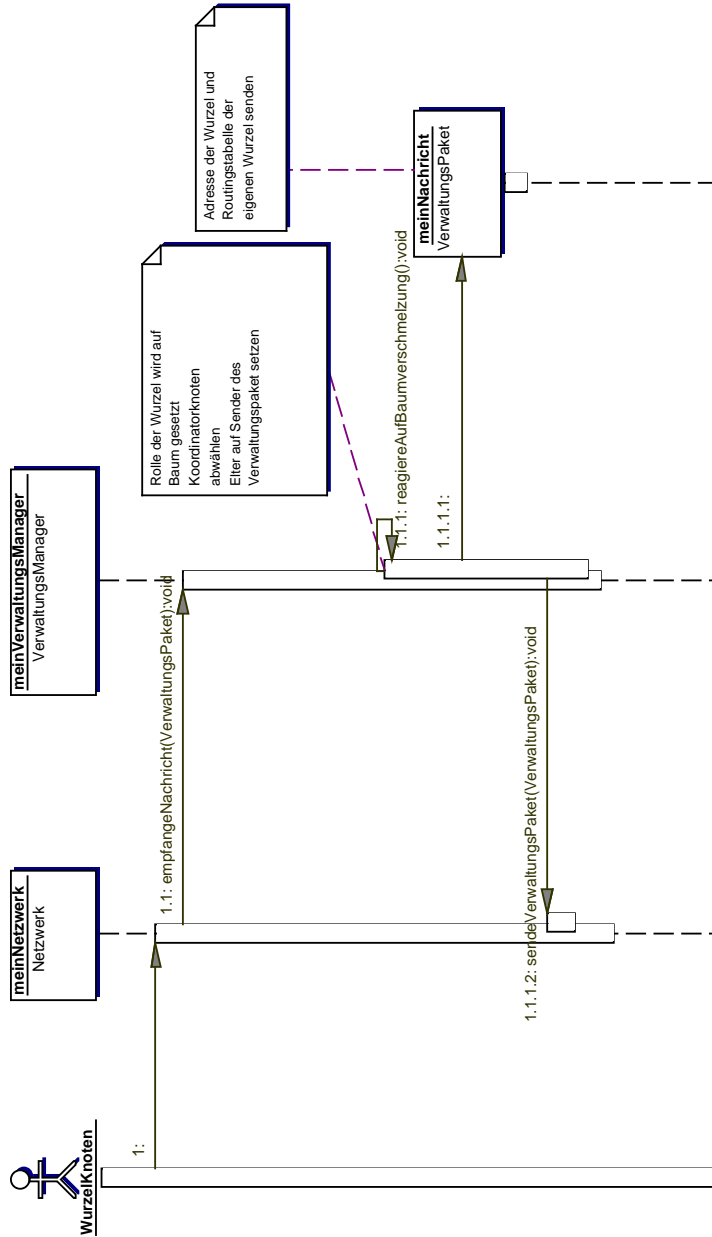 WurzelKnoten
meinNetzwerk
Netzwerk
meinVerwaltungsManager
VerwaltungsManager
Rolle der Wurzel wird auf
Baum gesetzt
Koordinatorknoten
abwählen
Elter auf Sender des
Verwaltungspaket setzen
Adresse der Wurzel und
Routingstabelle der
eigenen Wurzel senden
meinNachricht
VerwaltungsPaket
1:
1.1: empfangeNachricht(VerwaltungsPaket):void
1.1.1: reagiereAufBaumverschmelzung():void
1.1.1.1:
1.1.1.2: sendeVerwaltungsPaket(VerwaltungsPaket):void